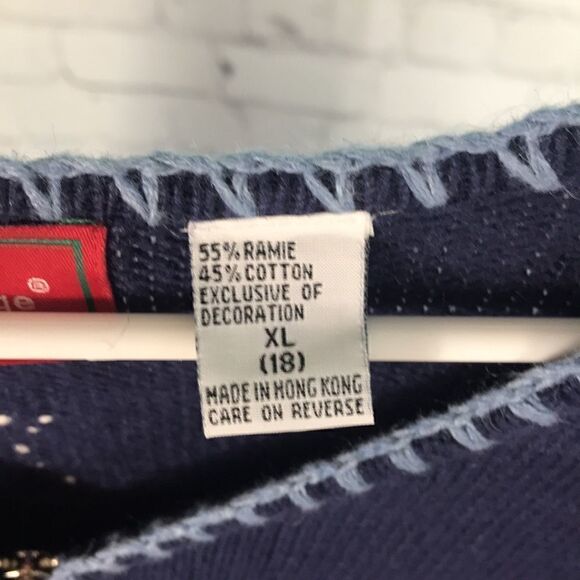 55% RAMIE
45% COTTON
EXCLUSIVE OF
DECORATION
XL
(18)
MADE IN HONG KONG
CARE ON REVERSE